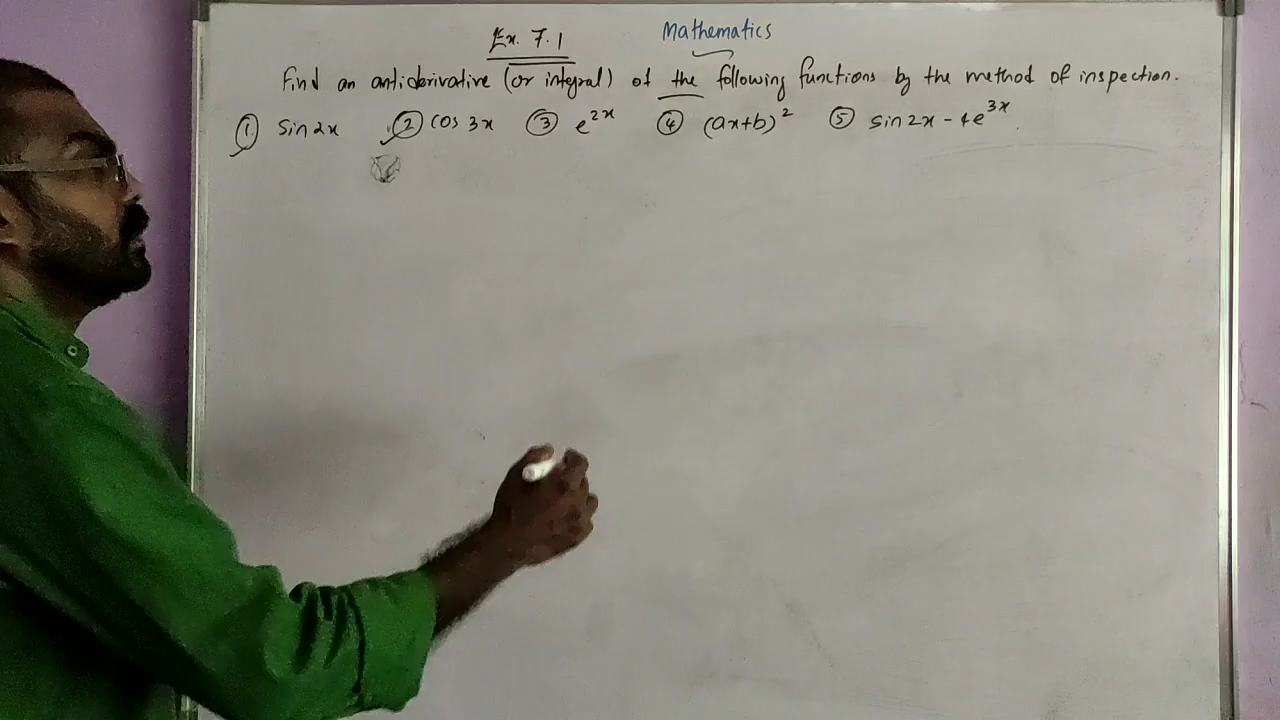 Ex. 7.1 Mathematics
Find an antiderivative (or integral) of the following functions by the method of inspection.
① Sin 2x ② cos 3x ③ e^2x ④ (ax+b)^2 ⑤ sin 2x - 4e^3x